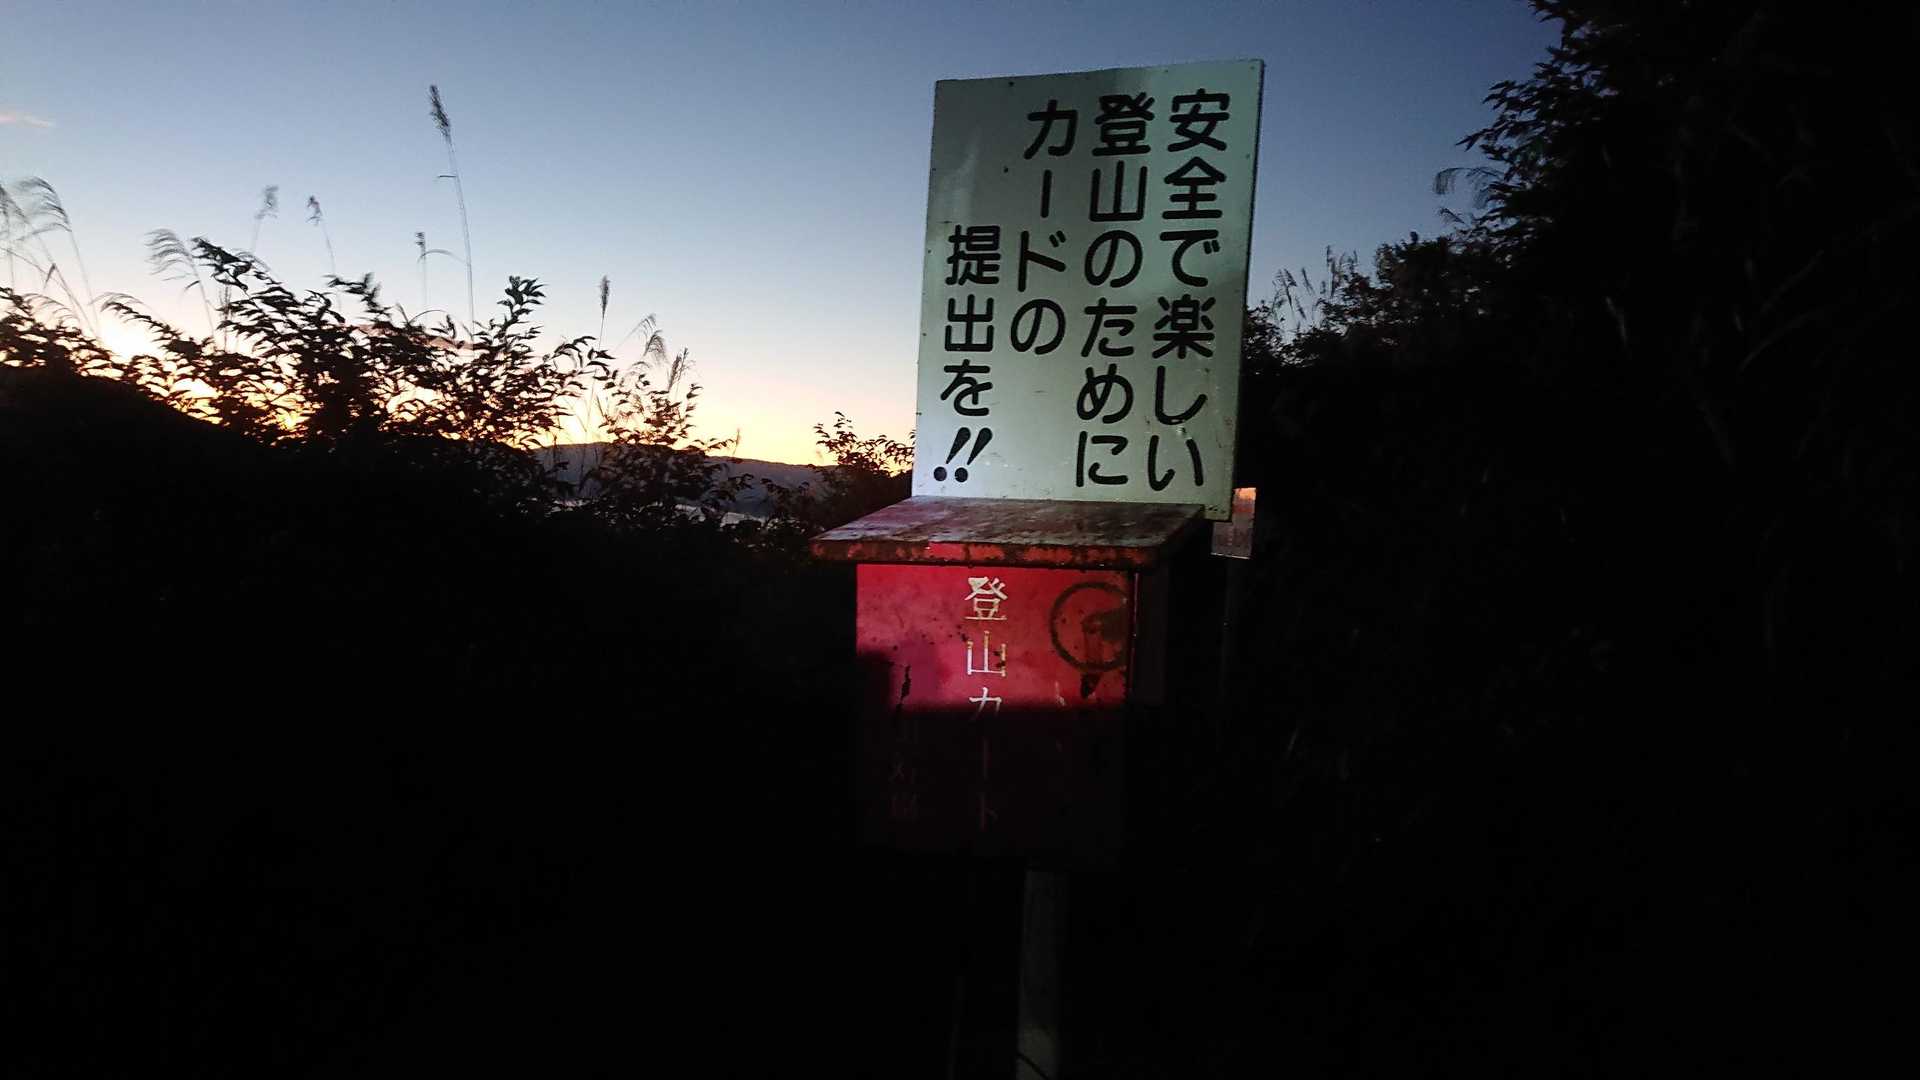 安全で楽しい
登山のために
カードの
提出を!!
登山カード